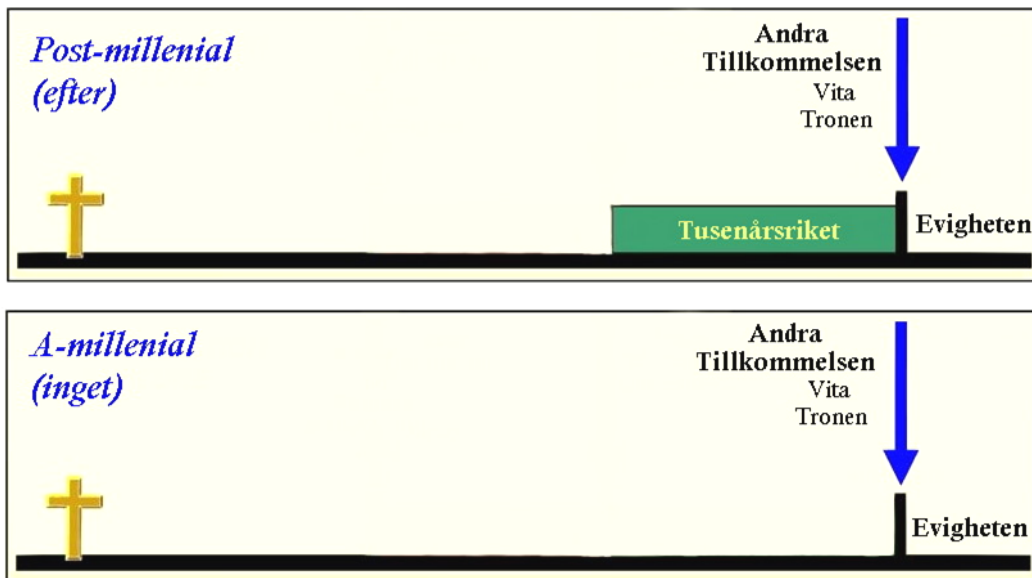 Post-millenial
(efter)
Andra
Tillkommelsen
Vita
Tronen
Tusenårsriket
Evigheten
A-millenial
(inget)
Andra
Tillkommelsen
Vita
Tronen
Evigheten